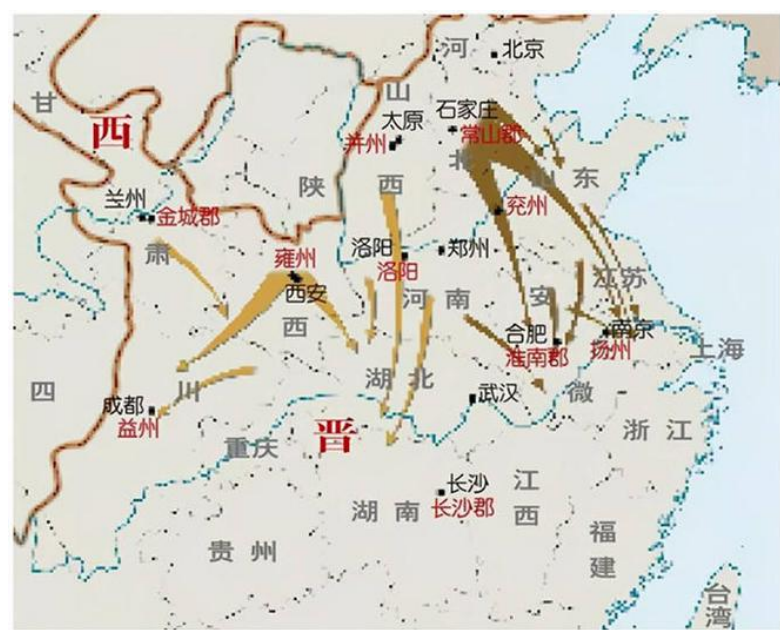 河
北京
甘
西
山
石家庄
太原
常山郡
并州
北
山
东
陕
西
兰州
金城郡
兖州
肃
雍州
洛阳
郑州
洛阳
西安
河
南
安
江苏
西
合肥
淮南郡
南京
扬州
上海
四
川
湖
北
武汉
微
成都
益州
重庆
晋
浙
江
长沙
长沙郡
江
西
湖
南
福
建
贵
州
台
湾